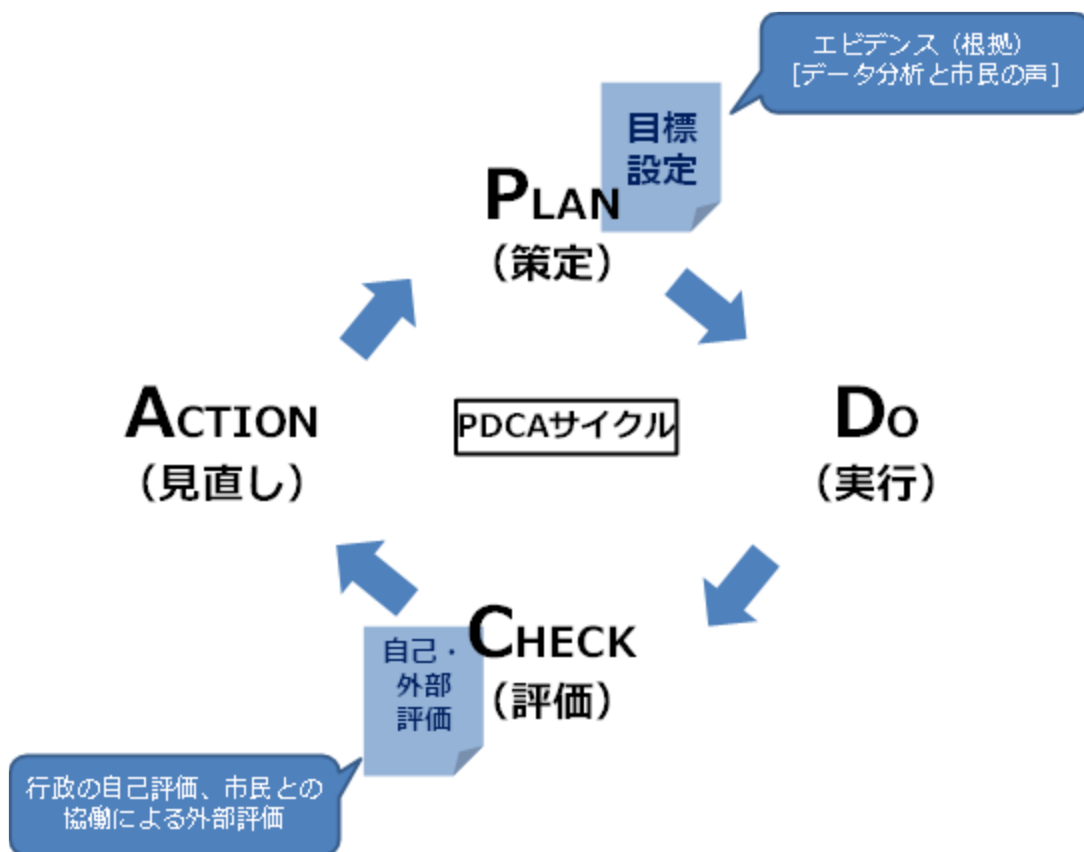 エビデンス（根拠）
[データ分析と市民の声]
目標
設定
PLAN
（策定）
ACTION
（見直し）
PDCAサイクル
DO
（実行）
CHECK
（評価）
自己・
外部
評価
行政の自己評価、市民との
協働による外部評価